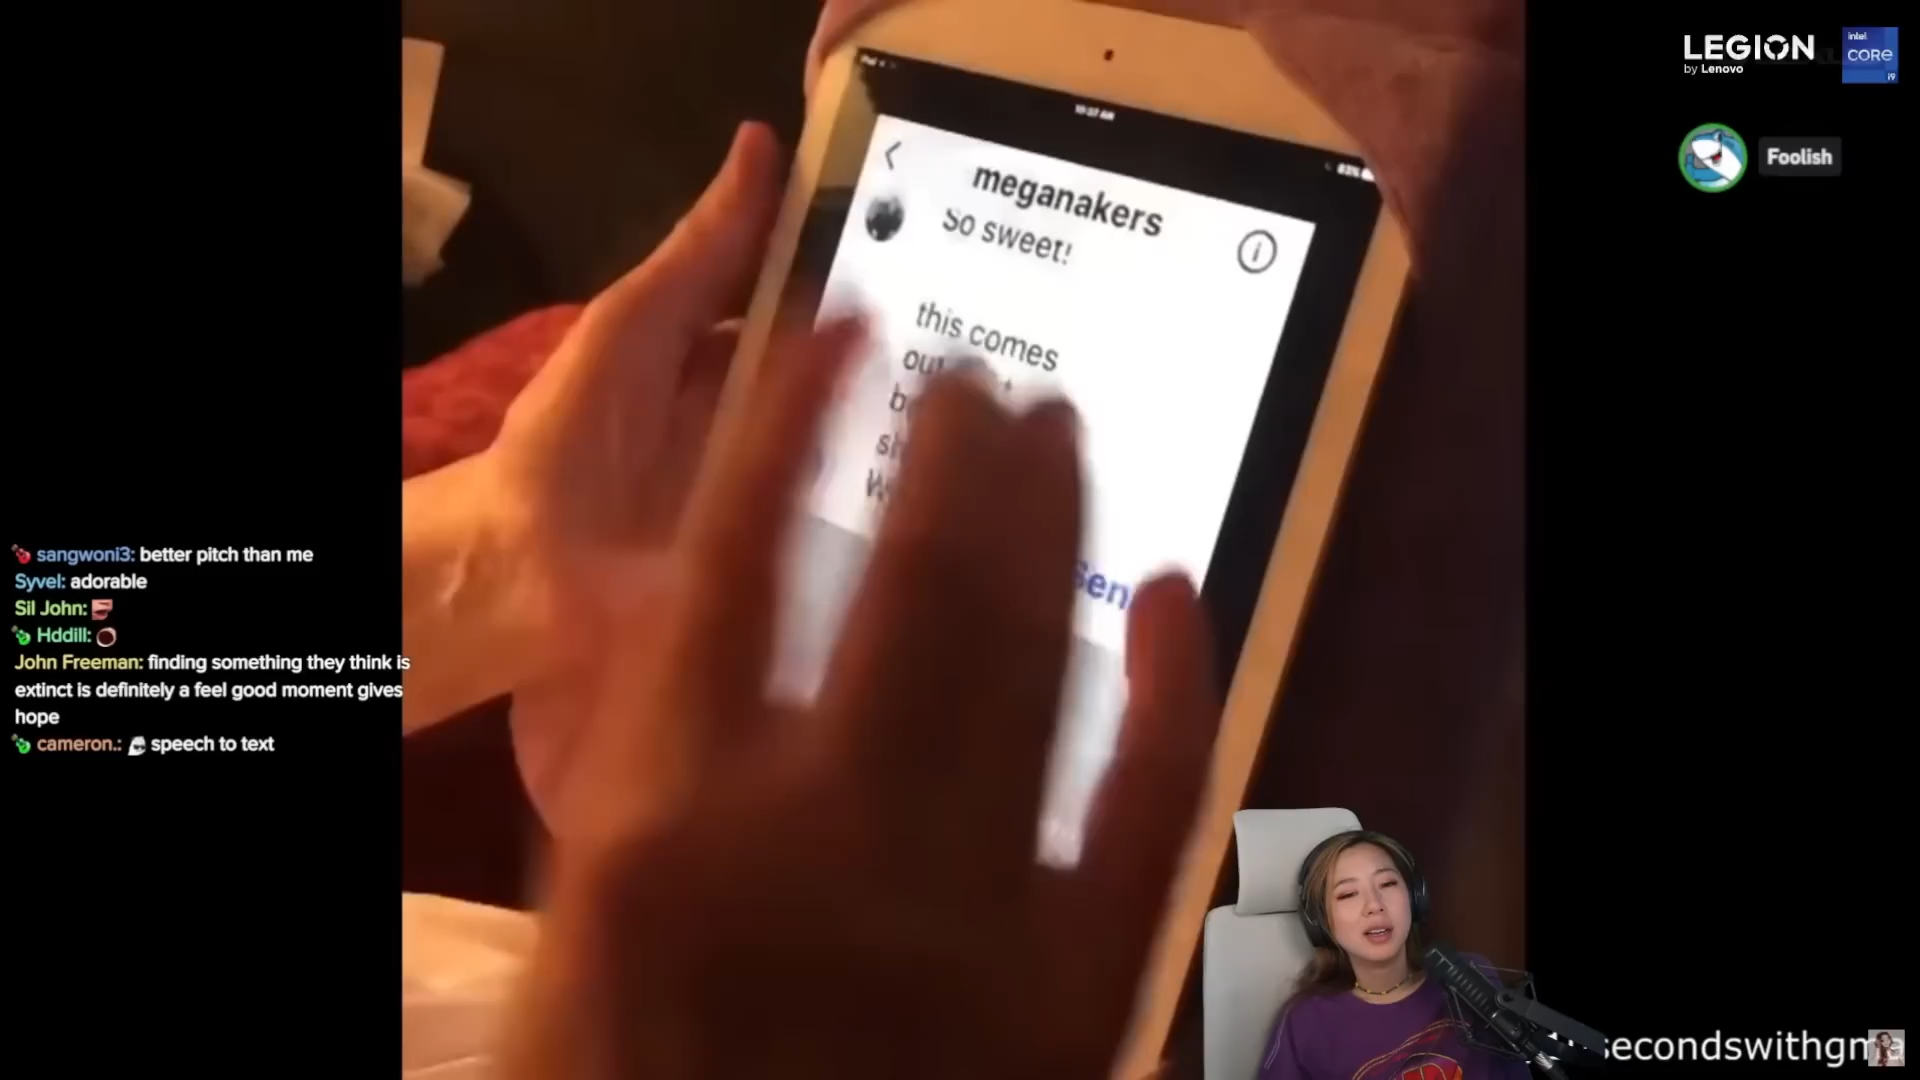 LEGION
by Lenovo
intel
CORE
i9
Foolish
meganakers
So sweet!
this comes
sangwoni3: better pitch than me
Syvel: adorable
Sil John:
Hddill:
John Freeman: finding something they think is
extinct is definitely a feel good moment gives
hope
cameron.: speech to text